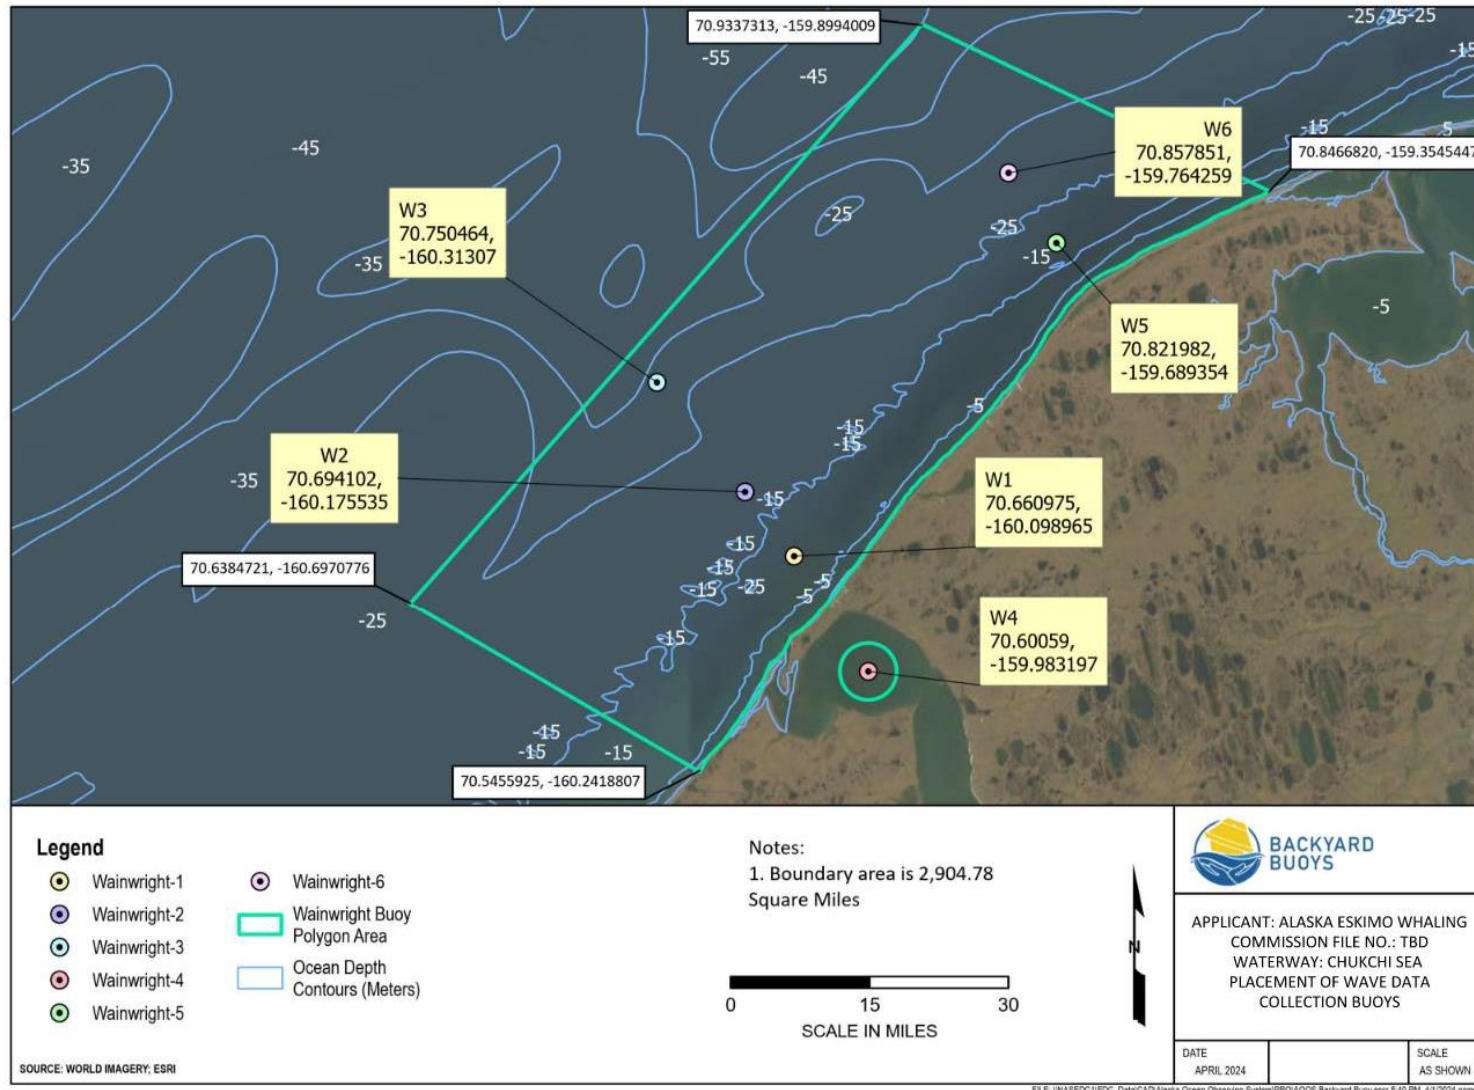 70.9337313, -159.8994009
-25
-25
-25
-15
-55
-45
-35
-45
W6
70.857851,
-159.764259
-15
-5
70.8466820, -159.3545447
W3
70.750464,
-160.31307
-25
-25
-15
-35
-5
W5
70.821982,
-159.689354
-5
-15
-15
W2
70.694102,
-160.175535
-35
-15
W1
70.660975,
-160.098965
-15
-15
-15
-25
-5
-5
70.6384721, -160.6970776
-25
-15
W4
70.60059,
-159.983197
-15
-15
-15
70.5455925, -160.2418807
Legend
Wainwright-1
Wainwright-2
Wainwright-3
Wainwright-4
Wainwright-5
Wainwright-6
Wainwright Buoy
Polygon Area
Ocean Depth
Contours (Meters)
Notes:
1. Boundary area is 2,904.78
Square Miles
0
15
30
SCALE IN MILES
N
BACKYARD
BUOYS
APPLICANT: ALASKA ESKIMO WHALING
COMMISSION FILE NO.: TBD
WATERWAY: CHUKCHI SEA
PLACEMENT OF WAVE DATA
COLLECTION BUOYS
DATE
APRIL 2024
SCALE
AS SHOWN
SOURCE: WORLD IMAGERY; ESRI